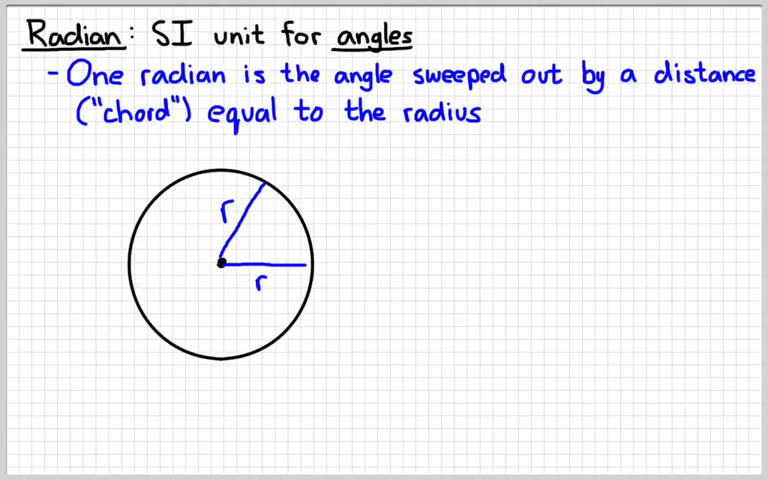 Radian: SI unit for angles
- One radian is the angle sweeped out by a distance
("chord") equal to the radius
r
r